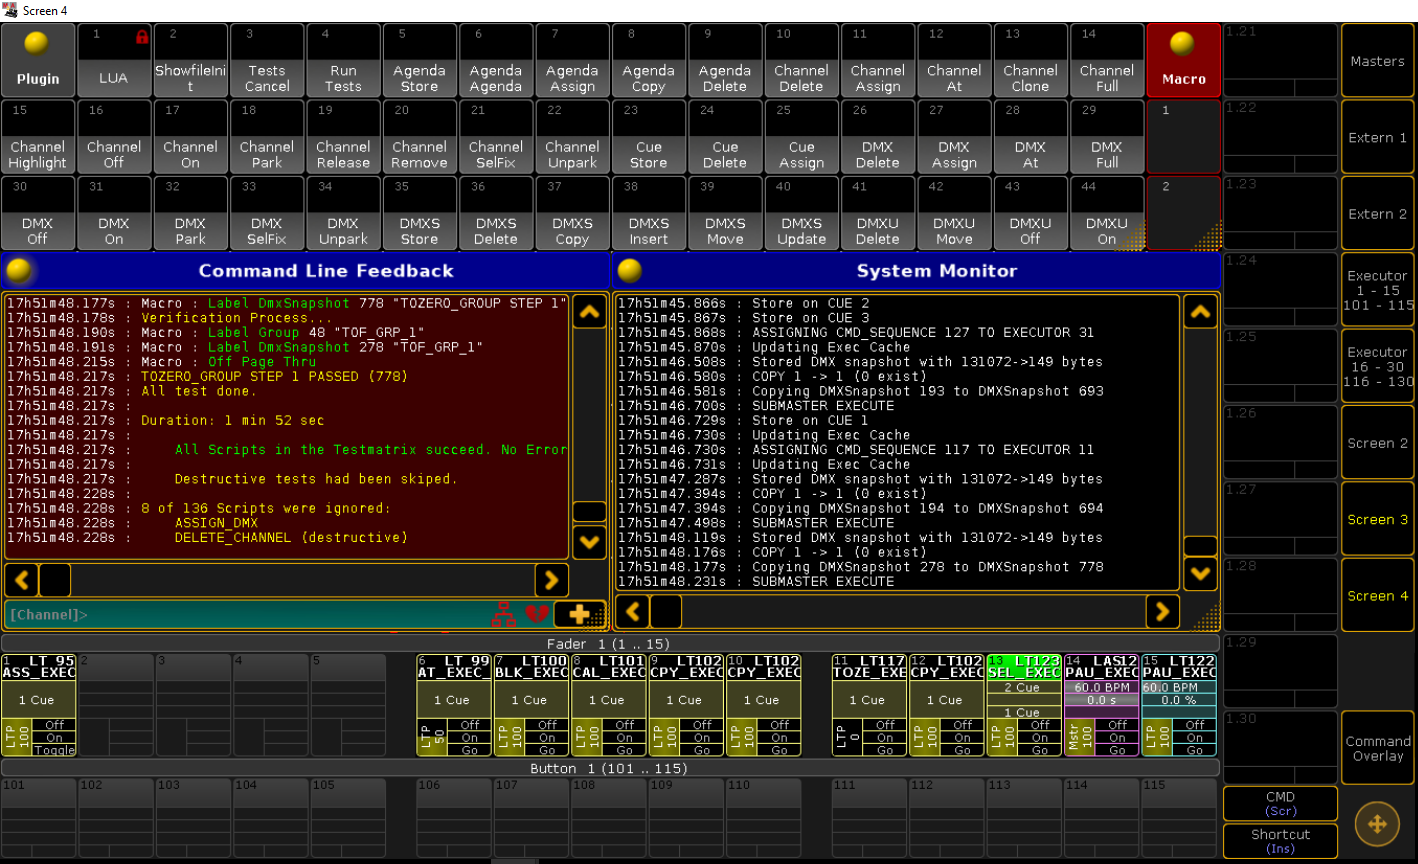 Screen 4
Plugin
1 LUA
2 ShowfileInit
3 Tests Cancel
4 Run Tests
5 Agenda Store
6 Agenda Agenda
7 Agenda Assign
8 Agenda Copy
9 Agenda Delete
10 Channel Delete
11 Channel Assign
12 Channel At
13 Channel Clone
14 Channel Full
Macro
1.21
Masters
15 Channel Highlight
16 Channel Off
17 Channel On
18 Channel Park
19 Channel Release
20 Channel Remove
21 Channel SelFix
22 Channel Unpark
23 Cue Store
24 Cue Delete
25 Cue Assign
26 DMX Delete
27 DMX Assign
28 DMX At
29 DMX Full
1
1.22
Extern 1
30 DMX Off
31 DMX On
32 DMX Park
33 DMX SelFix
34 DMX Unpark
35 DMXS Store
36 DMXS Delete
37 DMXS Copy
38 DMXS Insert
39 DMXS Move
40 DMXS Update
41 DMXU Delete
42 DMXU Move
43 DMXU Off
44 DMXU On
2
1.23
Extern 2
Command Line Feedback
17h51m48.177s : Macro : Label DmxSnapshot 778 "TOZERO_GROUP STEP 1"
17h51m48.178s : Verification Process...
17h51m48.190s : Macro : Label Group 48 "TOF_GRP_1"
17h51m48.191s : Macro : Label DmxSnapshot 278 "TOF_GRP_1"
17h51m48.215s : Macro : Off Page Thru
17h51m48.217s : TOZERO_GROUP STEP 1 PASSED (778)
17h51m48.217s : All test done.
17h51m48.217s :
17h51m48.217s : Duration: 1 min 52 sec
17h51m48.217s :
17h51m48.217s : All Scripts in the Testmatrix succeed. No Error
17h51m48.217s :
17h51m48.217s : Destructive tests had been skiped.
17h51m48.217s :
17h51m48.228s : 8 of 136 Scripts were ignored:
17h51m48.228s : ASSIGN_DMX
17h51m48.228s : DELETE_CHANNEL (destructive)
[Channel]>
System Monitor
17h51m45.866s : Store on CUE 2
17h51m45.867s : Store on CUE 3
17h51m45.868s : ASSIGNING CMD_SEQUENCE 127 TO EXECUTOR 31
17h51m45.870s : Updating Exec Cache
17h51m46.508s : Stored DMX snapshot with 131072->149 bytes
17h51m46.580s : COPY 1 -> 1 (0 exist)
17h51m46.581s : Copying DMXSnapshot 193 to DMXSnapshot 693
17h51m46.700s : SUBMASTER EXECUTE
17h51m46.729s : Store on CUE 1
17h51m46.730s : Updating Exec Cache
17h51m46.730s : ASSIGNING CMD_SEQUENCE 117 TO EXECUTOR 11
17h51m46.731s : Updating Exec Cache
17h51m47.287s : Stored DMX snapshot with 131072->149 bytes
17h51m47.394s : COPY 1 -> 1 (0 exist)
17h51m47.394s : Copying DMXSnapshot 194 to DMXSnapshot 694
17h51m47.498s : SUBMASTER EXECUTE
17h51m48.119s : Stored DMX snapshot with 131072->149 bytes
17h51m48.176s : COPY 1 -> 1 (0 exist)
17h51m48.177s : Copying DMXSnapshot 278 to DMXSnapshot 778
17h51m48.231s : SUBMASTER EXECUTE
1.24
Executor
1 - 15
101 - 115
1.25
Executor
16 - 30
116 - 130
1.26
Screen 2
1.27
Screen 3
1.28
Screen 4
1.29
1.30
Command
Overlay
Fader 1 (1 .. 15)
1 LT 95 ASS_EXEC 1 Cue LTP 100 Off On Toggle
2
3
4
5
6 LT 99 AT_EXEC_ 1 Cue LTP 50 Off On Go
7 LT100 BLK_EXEC 1 Cue LTP 100 Off On Go
8 LT101 CAL_EXEC 1 Cue LTP 100 Off On Go
9 LT102 CPY_EXEC 1 Cue LTP 100 Off On Go
10 LT102 CPY_EXEC 1 Cue LTP 100 Off On Go
11 LT117 TOZE_EXE 1 Cue LTP 0 Off On Go
12 LT102 CPY_EXEC 1 Cue LTP 100 Off On Go
13 LT123 SEL_EXEC 2 Cue 1 Cue LTP 100 Off On Go
14 LAS12 PAU_EXEC 60.0 BPM 0.0 s Mstr 100 Off On Go
15 LT122 PAU_EXEC 60.0 BPM 0.0 % LTP 100 Off On Go
Button 1 (101 .. 115)
101 102 103 104 105 106 107 108 109 110 111 112 113 114 115
CMD
(Scr)
Shortcut
(Ins)